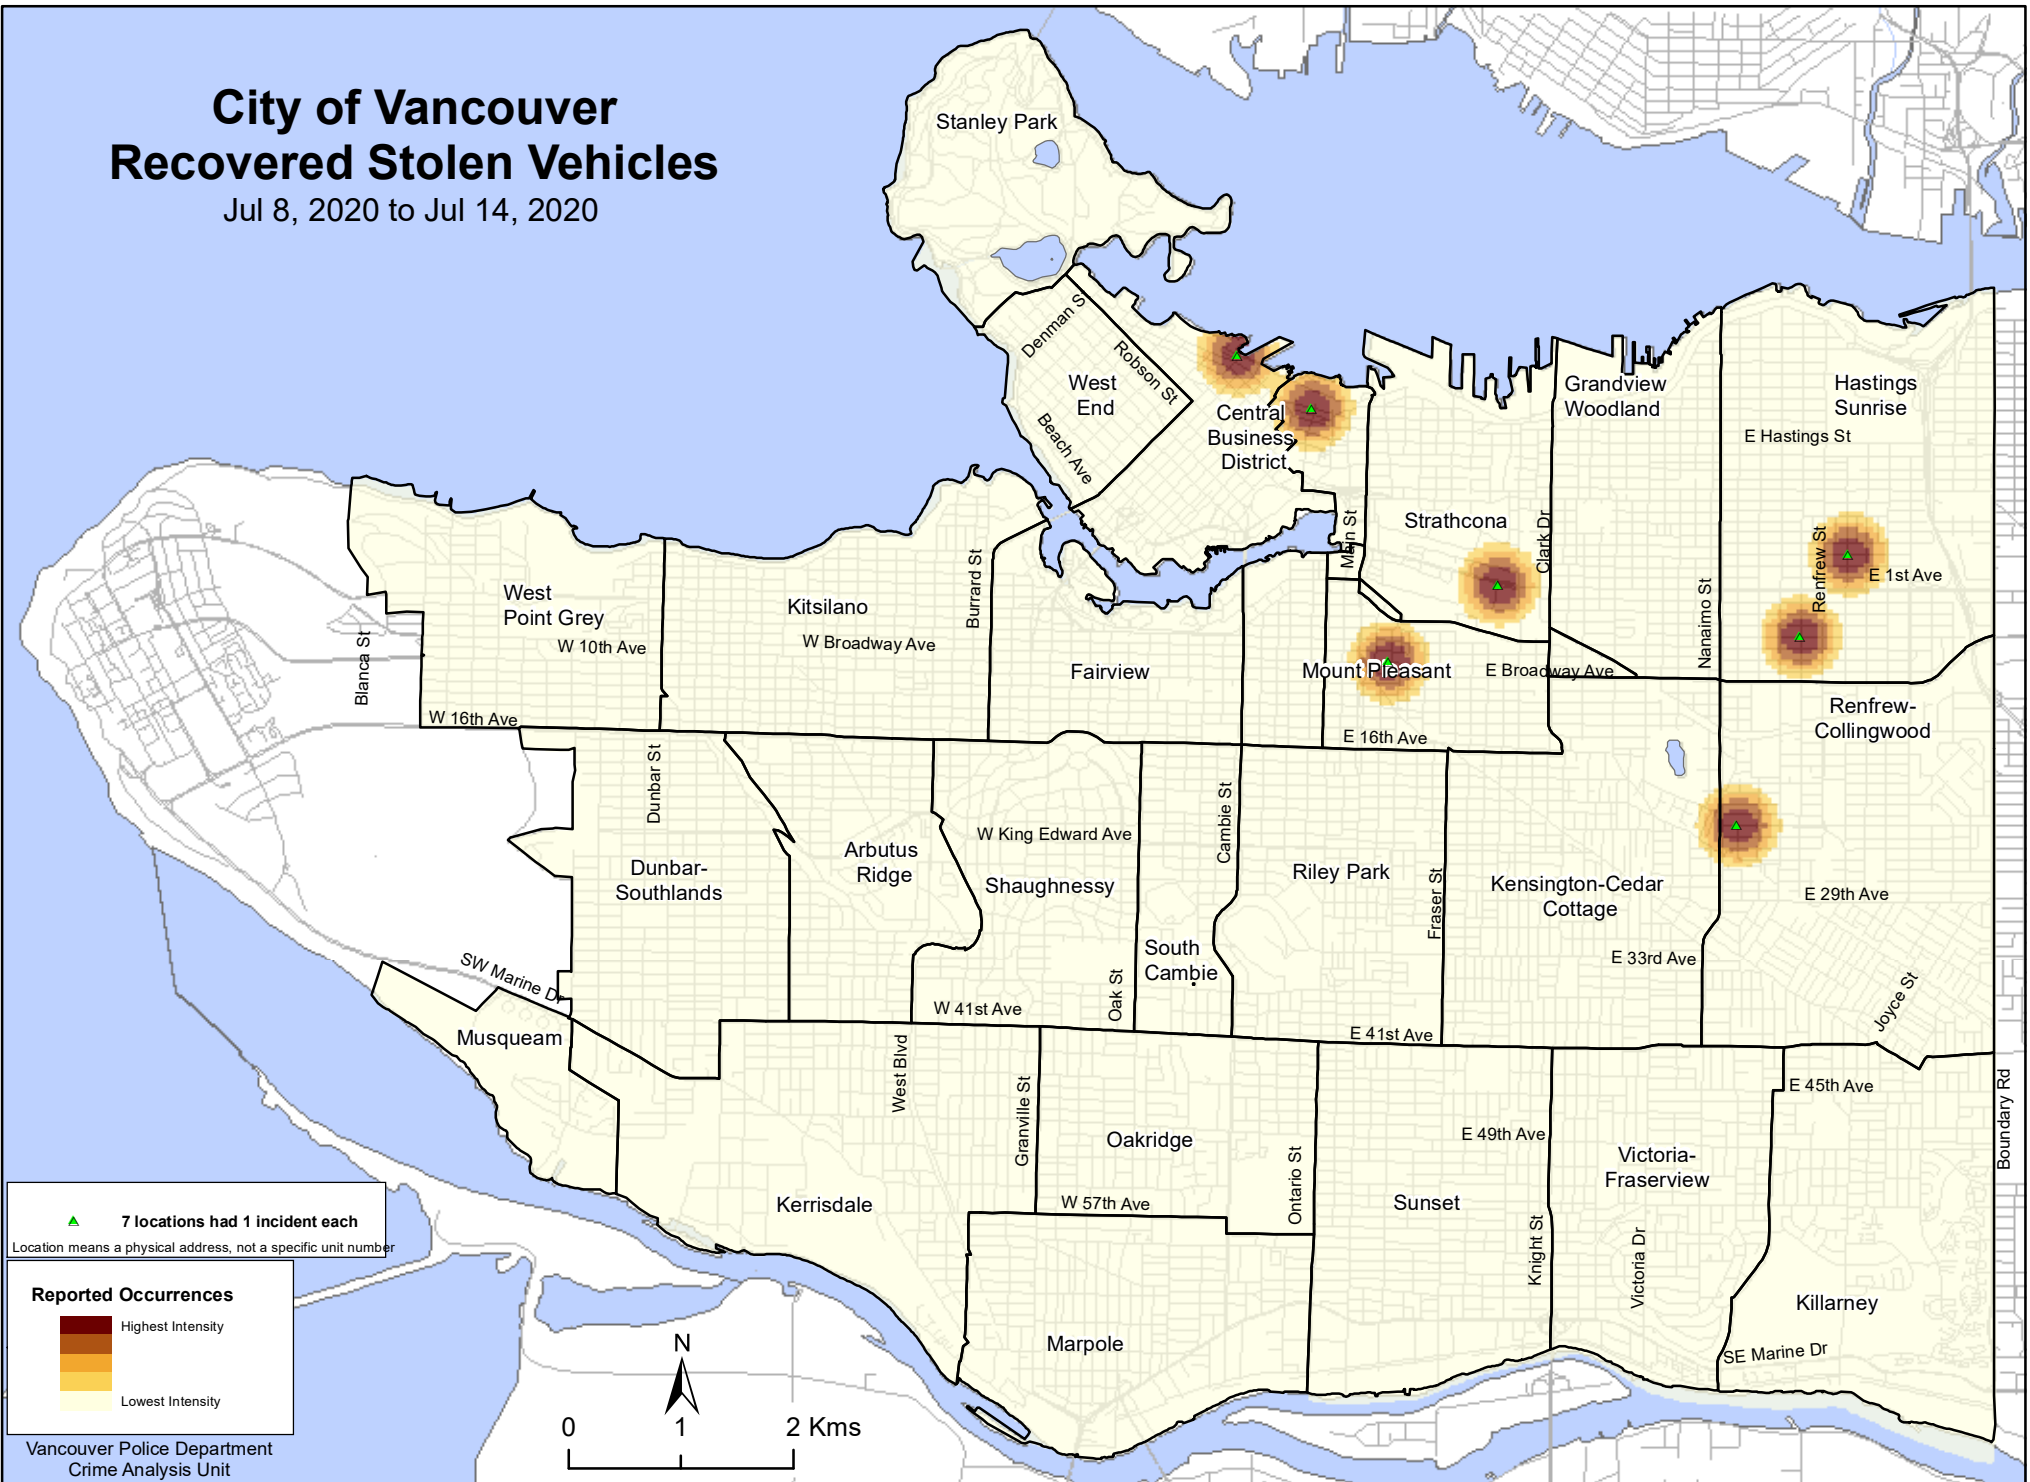 City of Vancouver
Recovered Stolen Vehicles
Jul 8, 2020 to Jul 14, 2020
Stanley Park
Denman S
Robson St
West
End
Beach Ave
Central
Business
District
Grandview
Woodland
Hastings
Sunrise
E Hastings St
Main St
Strathcona
Clark Dr
Renfrew St
E 1st Ave
Nanaimo St
West
Point Grey
W 10th Ave
Blanca St
W 16th Ave
Kitsilano
W Broadway Ave
Burrard St
Fairview
Mount Pleasant
E Broadway Ave
E 16th Ave
Renfrew-
Collingwood
Dunbar St
Dunbar-
Southlands
Arbutus
Ridge
W King Edward Ave
Shaughnessy
Cambie St
Riley Park
Fraser St
Kensington-Cedar
Cottage
E 29th Ave
E 33rd Ave
South
Cambie
Oak St
W 41st Ave
E 41st Ave
Joyce St
SW Marine Dr
Musqueam
West Blvd
Granville St
Oakridge
E 45th Ave
E 49th Ave
Boundary Rd
Victoria-
Fraserview
Kerrisdale
W 57th Ave
Ontario St
Sunset
Knight St
Victoria Dr
Killarney
Marpole
SE Marine Dr
7 locations had 1 incident each
Location means a physical address, not a specific unit number
Reported Occurrences
Highest Intensity
Lowest Intensity
N
0 1 2 Kms
Vancouver Police Department
Crime Analysis Unit